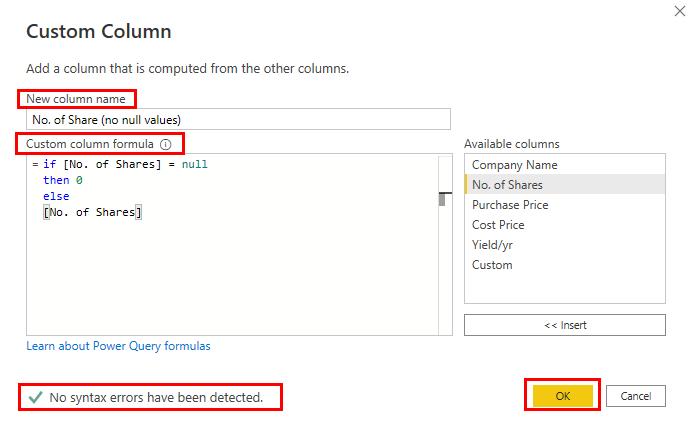 Custom Column
Add a column that is computed from the other columns.
New column name
No. of Share (no null values)
Custom column formula
= if [No. of Shares] = null
then 0
else
[No. of Shares]
Available columns
Company Name
No. of Shares
Purchase Price
Cost Price
Yield/yr
Custom
<< Insert
Learn about Power Query formulas
No syntax errors have been detected.
OK
Cancel